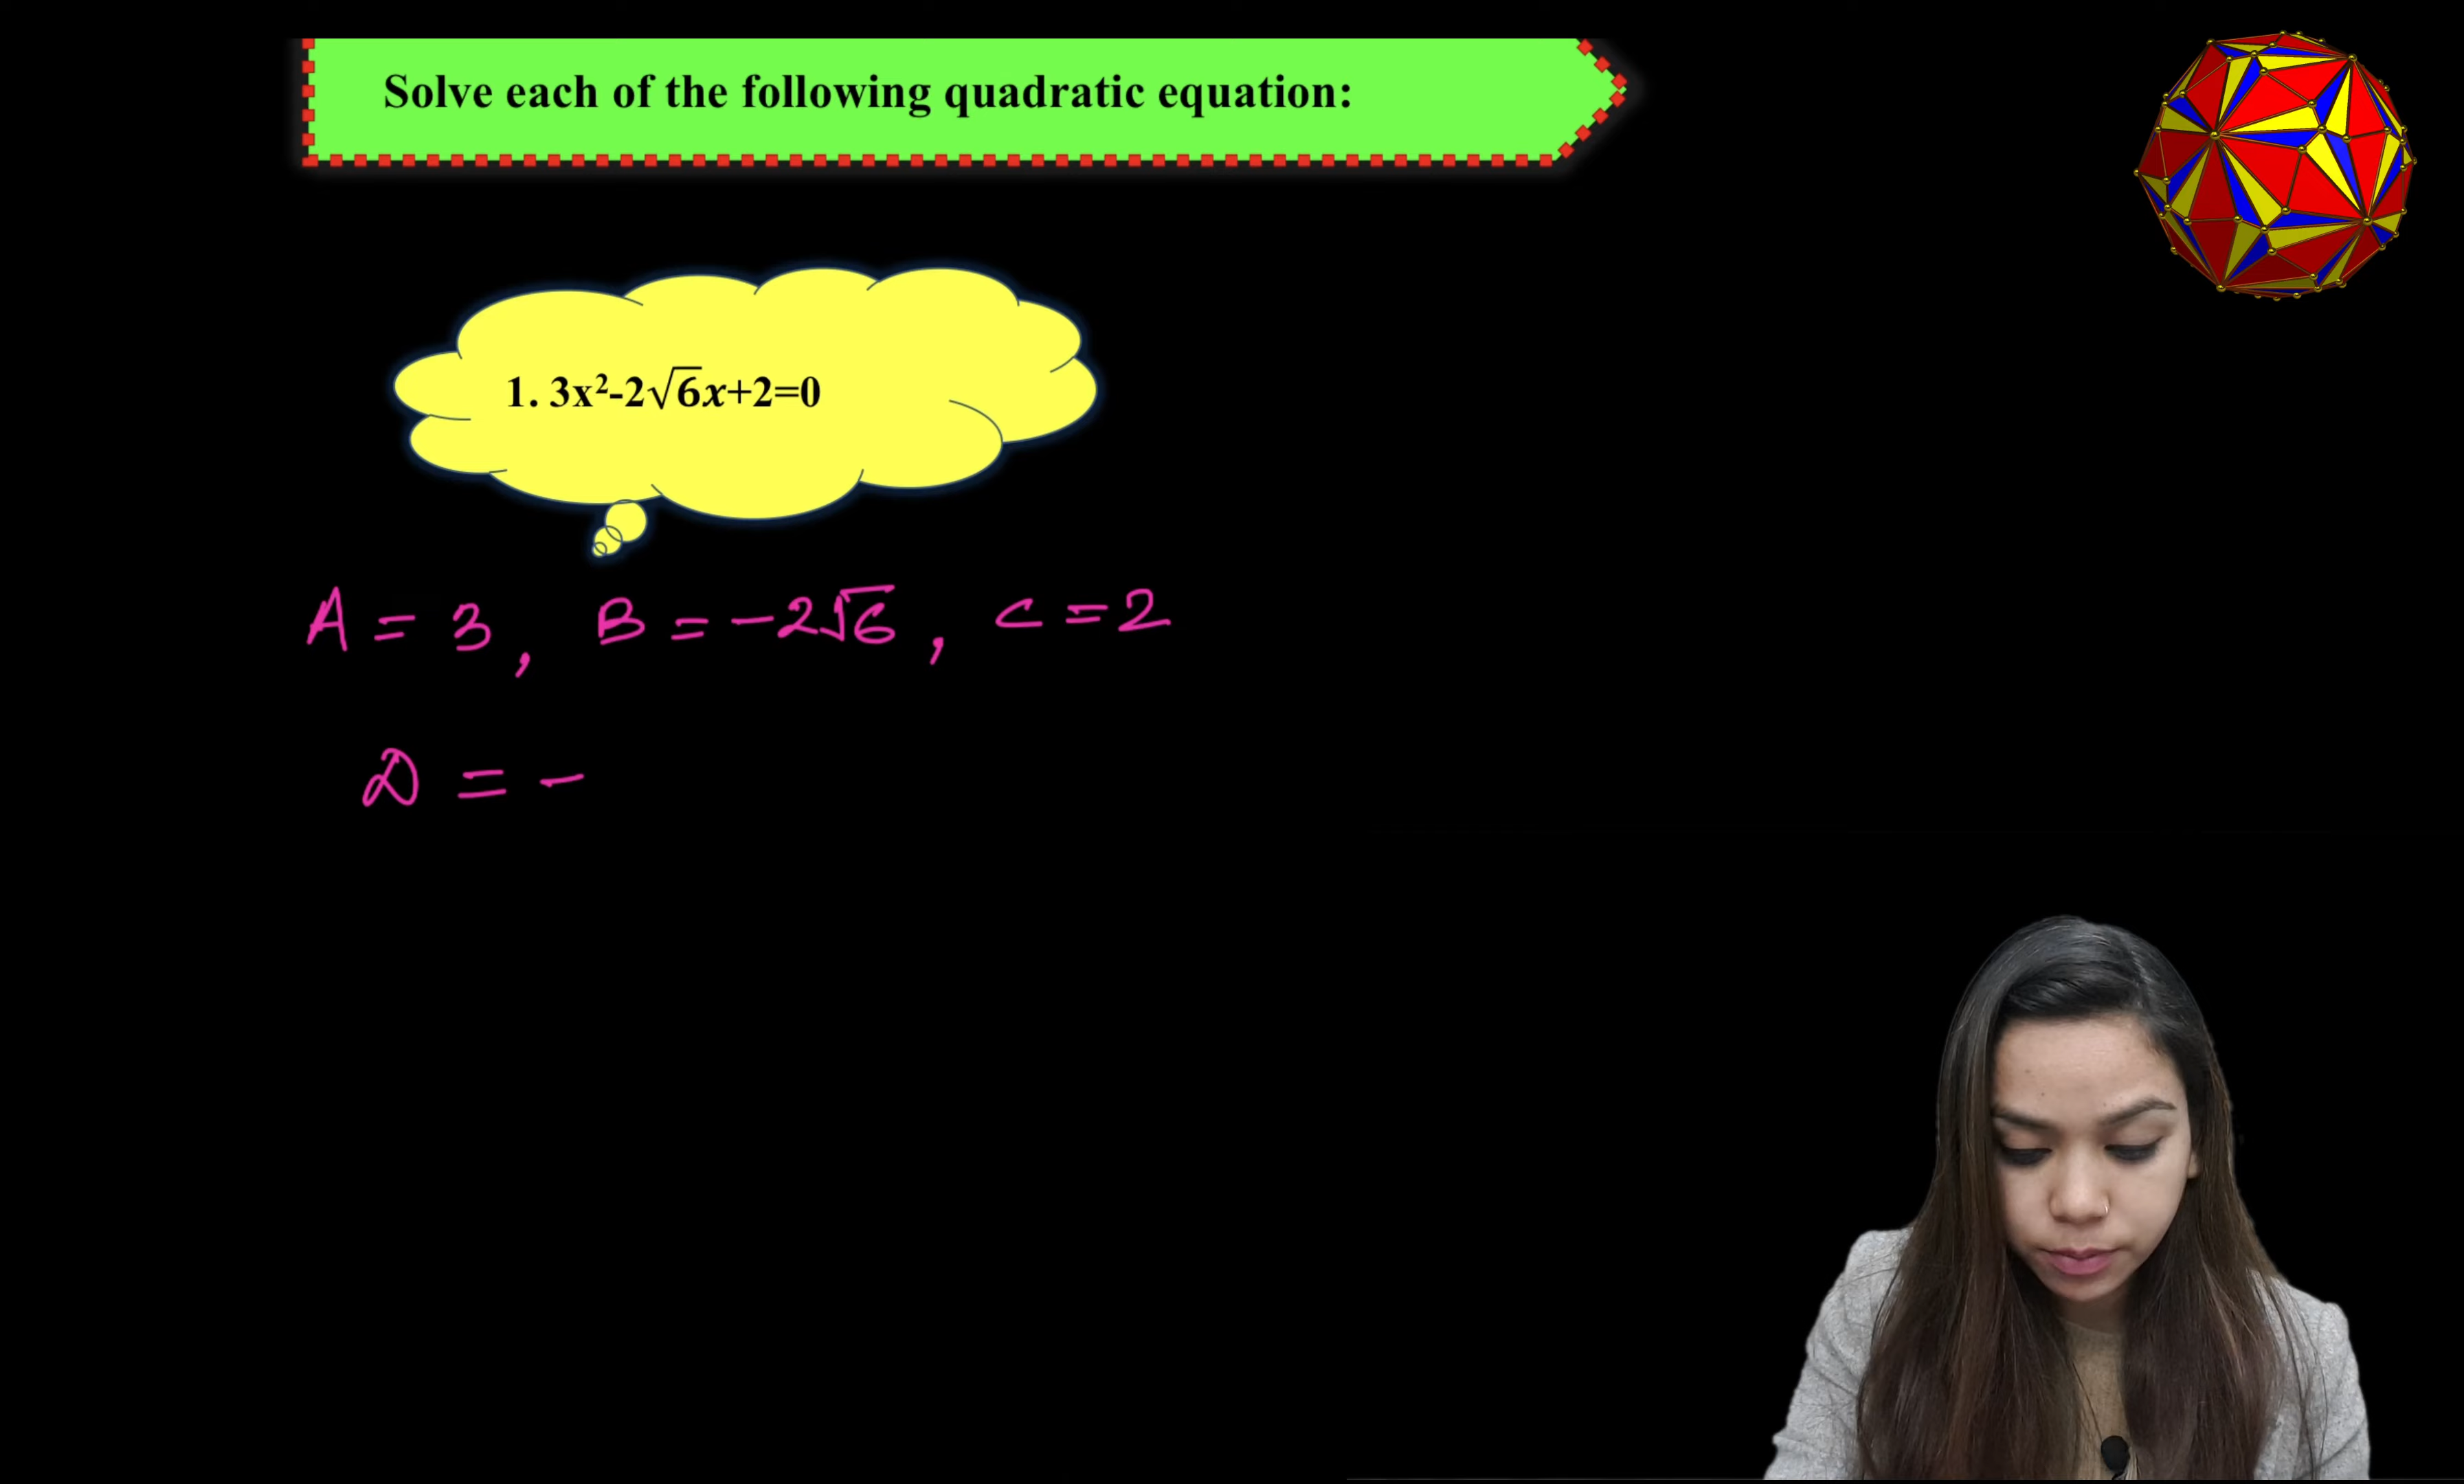 Solve each of the following quadratic equation:
1. 3x²-2√6x+2=0
A = 3, B = -2√6, C = 2
D = -